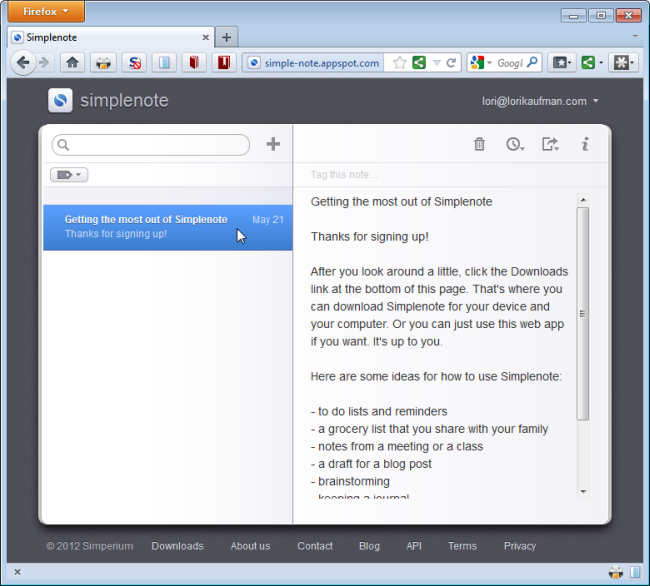 Firefox
Simplenote
simple-note.appspot.com
Googl
simplenote
lori@lorikaufman.com
Tag this note...
Getting the most out of Simplenote May 21
Thanks for signing up!
Getting the most out of Simplenote
Thanks for signing up!
After you look around a little, click the Downloads
link at the bottom of this page. That's where you
can download Simplenote for your device and
your computer. Or you can just use this web app
if you want. It's up to you.
Here are some ideas for how to use Simplenote:
- to do lists and reminders
- a grocery list that you share with your family
- notes from a meeting or a class
- a draft for a blog post
- brainstorming
- keeping a journal
© 2012 Simperium Downloads About us Contact Blog API Terms Privacy